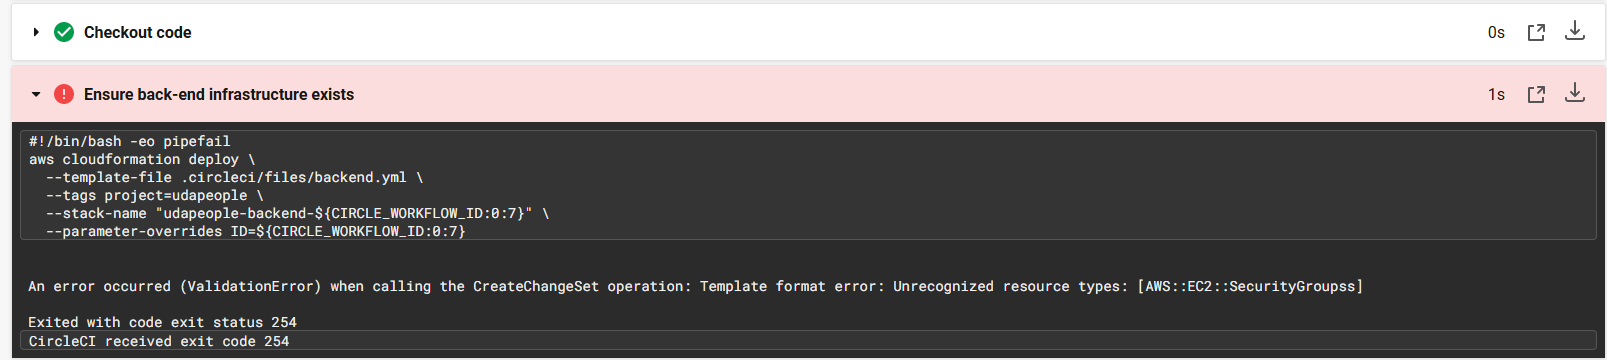 Checkout code 0s
Ensure back-end infrastructure exists 1s
#!/bin/bash -eo pipefail
aws cloudformation deploy \
  --template-file .circleci/files/backend.yml \
  --tags project=udapeople \
  --stack-name "udapeople-backend-${CIRCLE_WORKFLOW_ID:0:7}" \
  --parameter-overrides ID=${CIRCLE_WORKFLOW_ID:0:7}
An error occurred (ValidationError) when calling the CreateChangeSet operation: Template format error: Unrecognized resource types: [AWS::EC2::SecurityGroupss]
Exited with code exit status 254
CircleCI received exit code 254